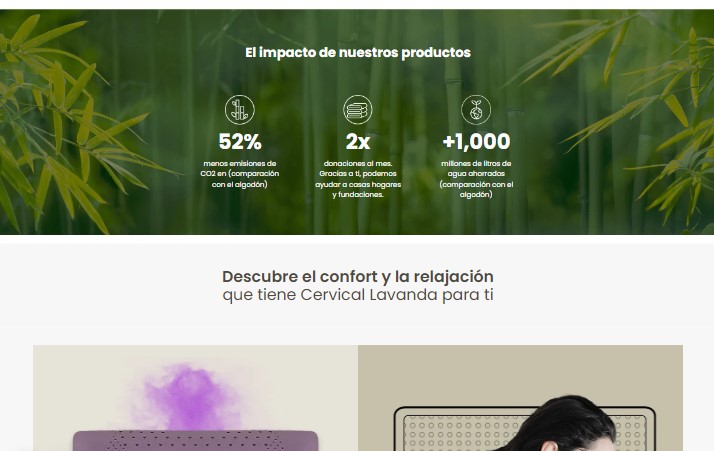 El impacto de nuestros productos
52%
menos emisiones de
CO2 en (comparación
con el algodón)
2x
donaciones al mes.
Gracias a ti, podemos
ayudar a casas hogares
y fundaciones.
+1,000
millones de litros de
agua ahorrados
(comparación con el
algodón)
Descubre el confort y la relajación
que tiene Cervical Lavanda para ti